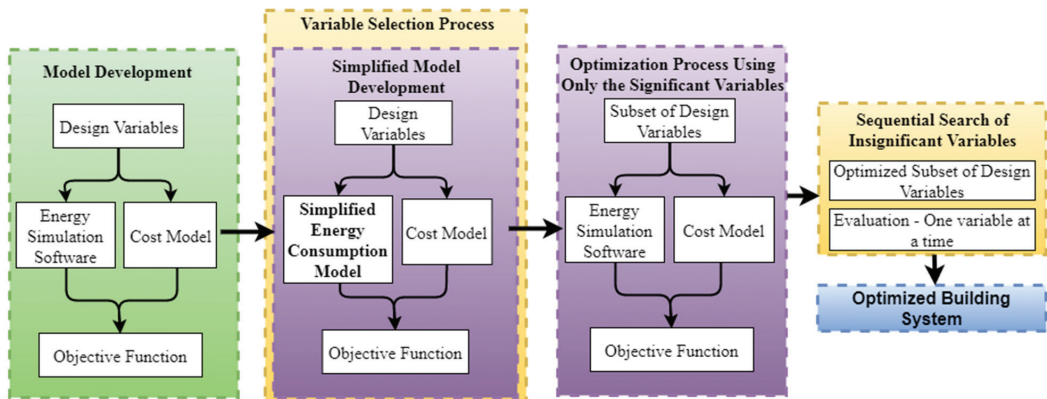 Model Development
Design Variables
Energy
Simulation
Software
Cost Model
Objective Function
Variable Selection Process
Simplified Model
Development
Design
Variables
Simplified
Energy
Consumption
Model
Cost Model
Objective Function
Optimization Process Using
Only the Significant Variables
Subset of Design
Variables
Energy
Simulation
Software
Cost Model
Objective Function
Sequential Search of
Insignificant Variables
Optimized Subset of Design
Variables
Evaluation - One variable at
a time
Optimized Building
System